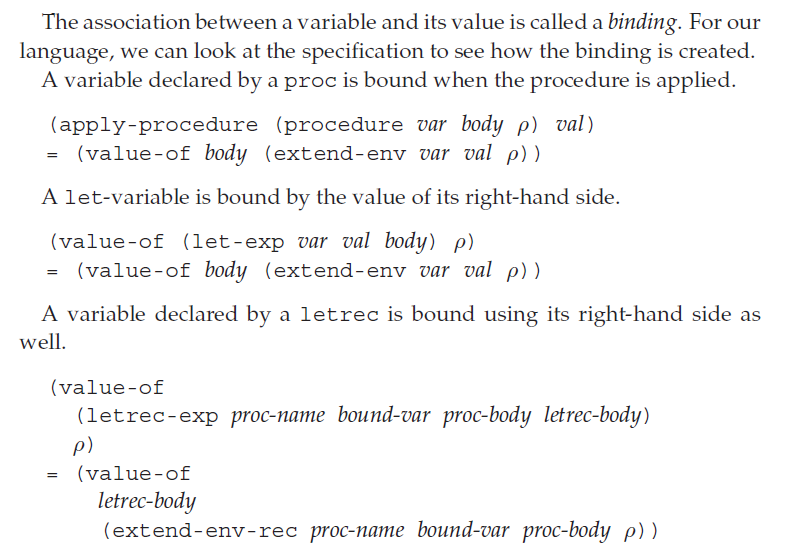 The association between a variable and its value is called a binding. For our
language, we can look at the specification to see how the binding is created.
A variable declared by a proc is bound when the procedure is applied.
(apply-procedure (procedure var body ρ) val)
= (value-of body (extend-env var val ρ))
A let-variable is bound by the value of its right-hand side.
(value-of (let-exp var val body) ρ)
= (value-of body (extend-env var val ρ))
A variable declared by a letrec is bound using its right-hand side as
well.
(value-of
(letrec-exp proc-name bound-var proc-body letrec-body)
ρ)
= (value-of
letrec-body
(extend-env-rec proc-name bound-var proc-body ρ))